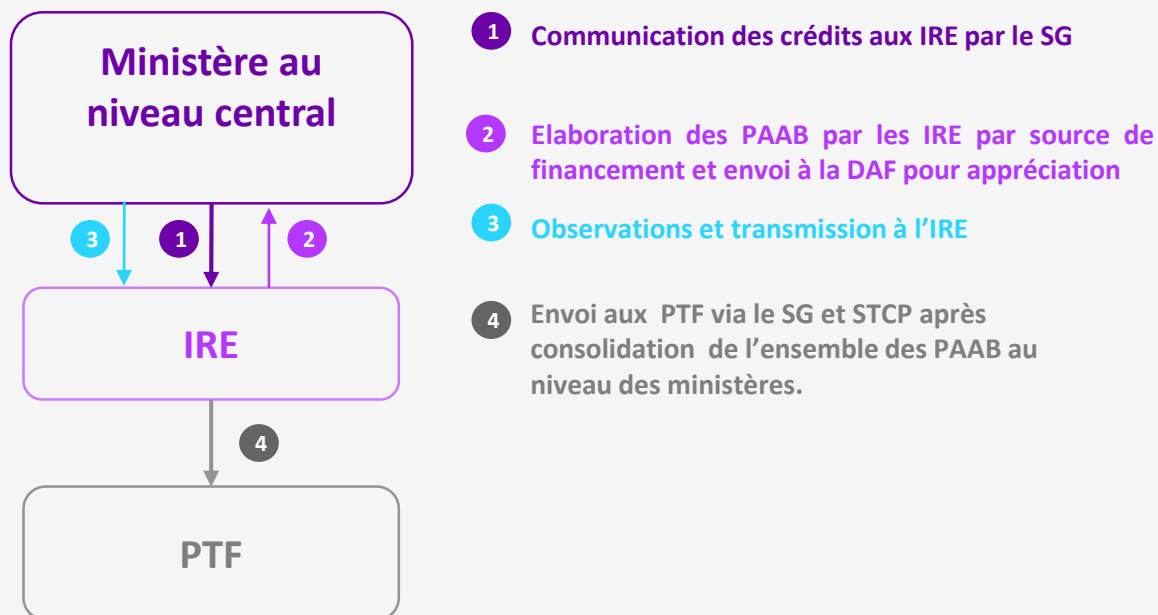 Ministère au
niveau central
3
1
2
IRE
4
PTF
1 Communication des crédits aux IRE par le SG
2 Elaboration des PAAB par les IRE par source de
financement et envoi à la DAF pour appréciation
3 Observations et transmission à l’IRE
4 Envoi aux PTF via le SG et STCP après
consolidation de l’ensemble des PAAB au
niveau des ministères.